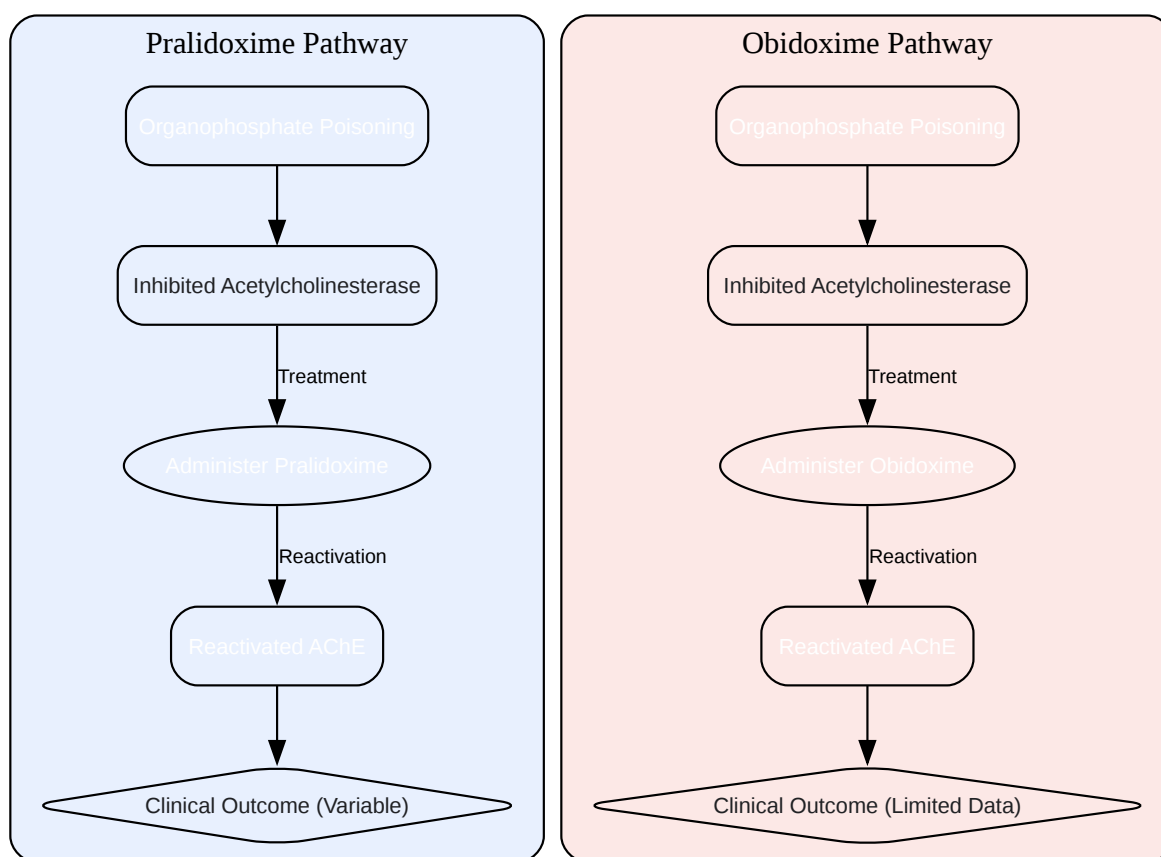 Pralidoxime Pathway
Organophosphate Poisoning
Inhibited Acetylcholinesterase
Treatment
Administer Pralidoxime
Reactivation
Reactivated AChE
Clinical Outcome (Variable)
Obidoxime Pathway
Organophosphate Poisoning
Inhibited Acetylcholinesterase
Treatment
Administer Obidoxime
Reactivation
Reactivated AChE
Clinical Outcome (Limited Data)